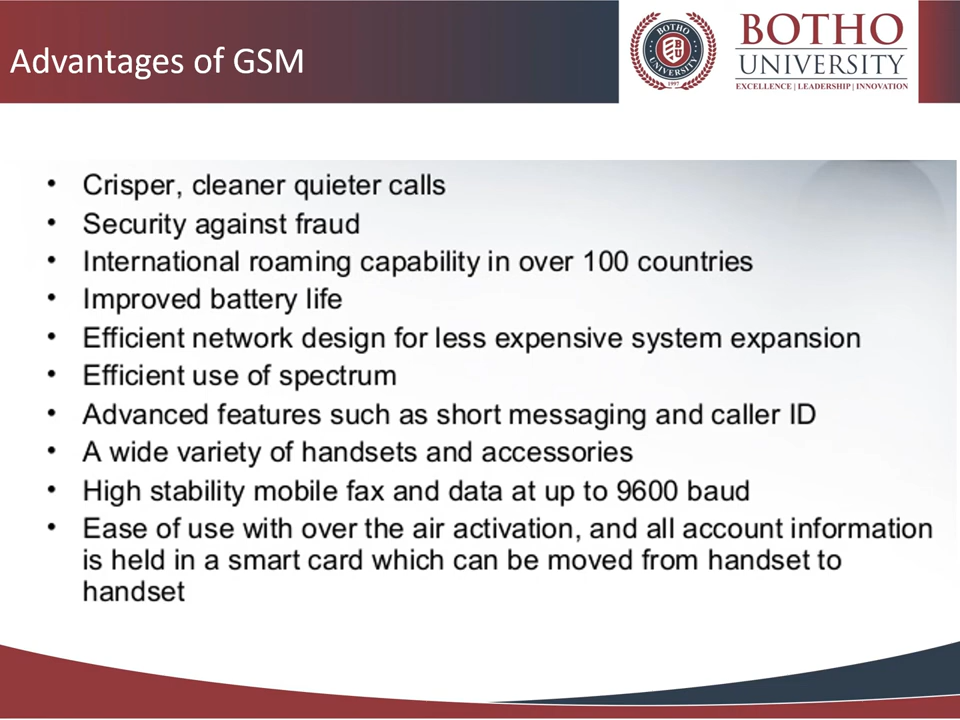 Advantages of GSM
BOTHO UNIVERSITY
1997
BOTHO
UNIVERSITY
EXCELLENCE | LEADERSHIP | INNOVATION
• Crisper, cleaner quieter calls
• Security against fraud
• International roaming capability in over 100 countries
• Improved battery life
• Efficient network design for less expensive system expansion
• Efficient use of spectrum
• Advanced features such as short messaging and caller ID
• A wide variety of handsets and accessories
• High stability mobile fax and data at up to 9600 baud
• Ease of use with over the air activation, and all account information
is held in a smart card which can be moved from handset to
handset